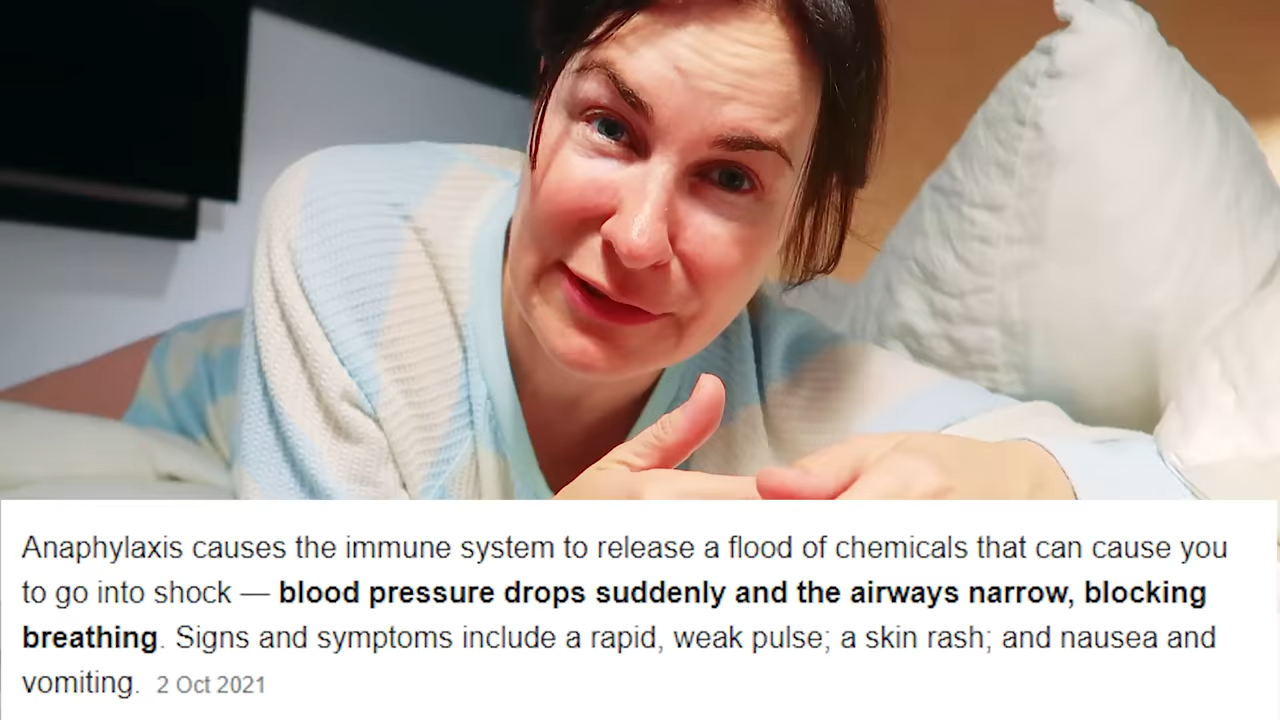 Anaphylaxis causes the immune system to release a flood of chemicals that can cause you
to go into shock — blood pressure drops suddenly and the airways narrow, blocking
breathing. Signs and symptoms include a rapid, weak pulse; a skin rash; and nausea and
vomiting. 2 Oct 2021